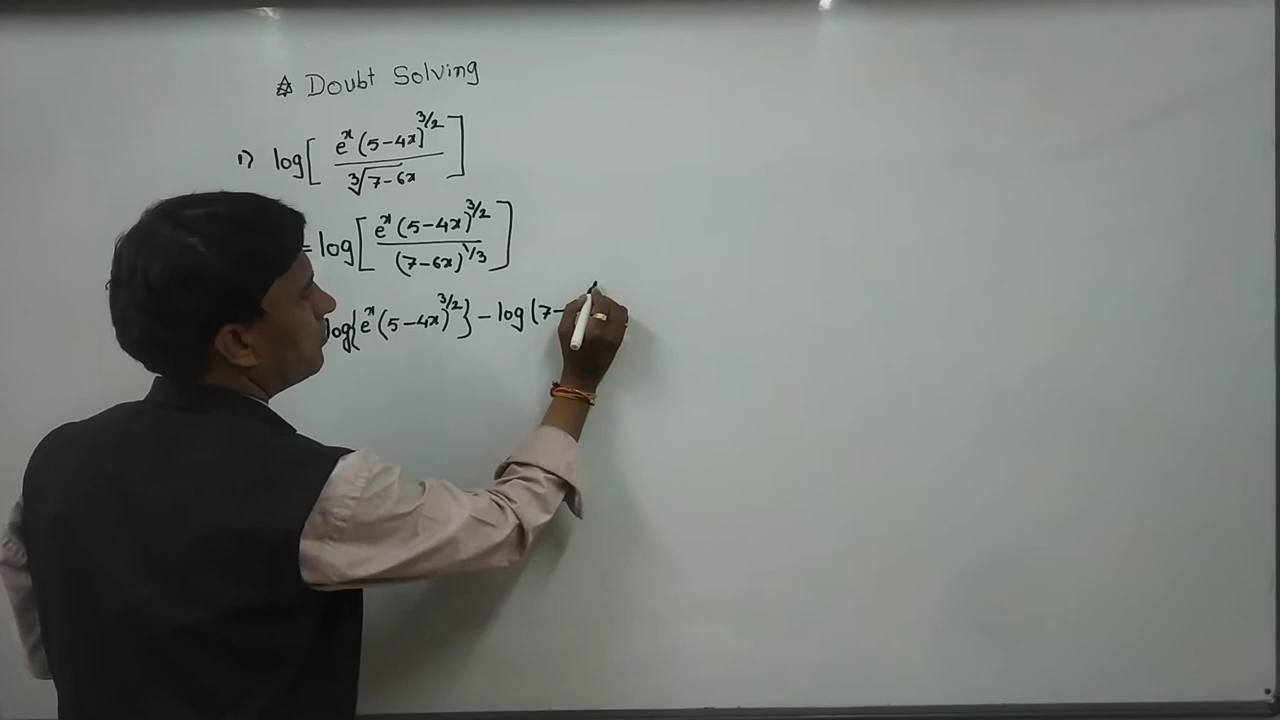 ✡ Doubt Solving
1) log[ e^x (5-4x)^3/2 / ∛7-6x ]
= log[ e^x (5-4x)^3/2 / (7-6x)^1/3 ]
log{e^x (5-4x)^3/2} - log(7-